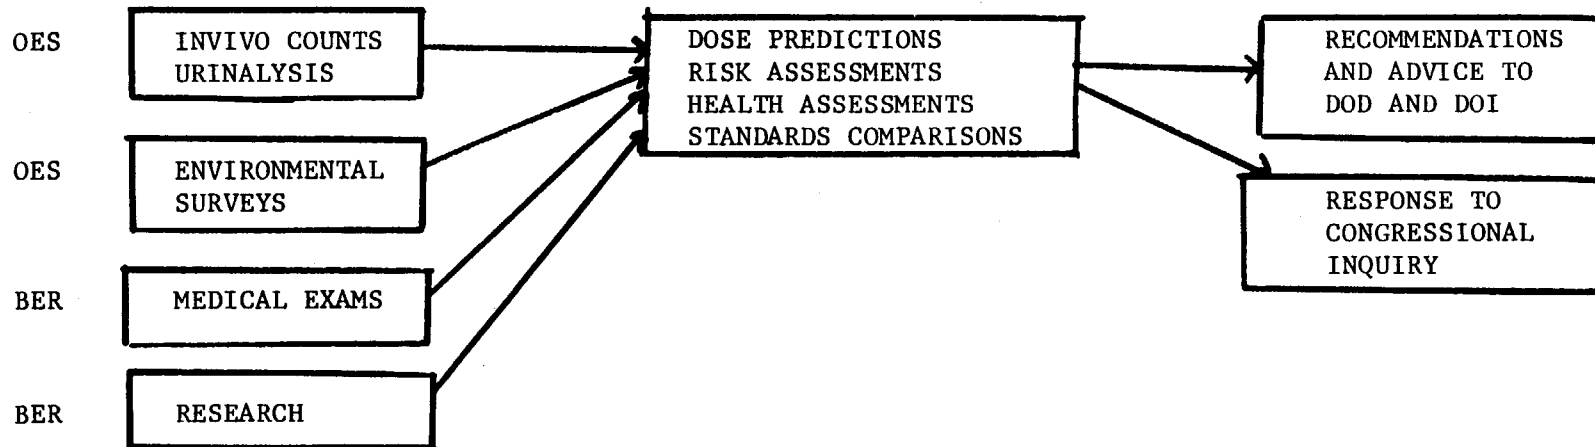 OES
INVIVO COUNTS
URINALYSIS
OES
ENVIRONMENTAL
SURVEYS
BER
MEDICAL EXAMS
BER
RESEARCH
DOSE PREDICTIONS
RISK ASSESSMENTS
HEALTH ASSESSMENTS
STANDARDS COMPARISONS
RECOMMENDATIONS
AND ADVICE TO
DOD AND DOI
RESPONSE TO
CONGRESSIONAL
INQUIRY